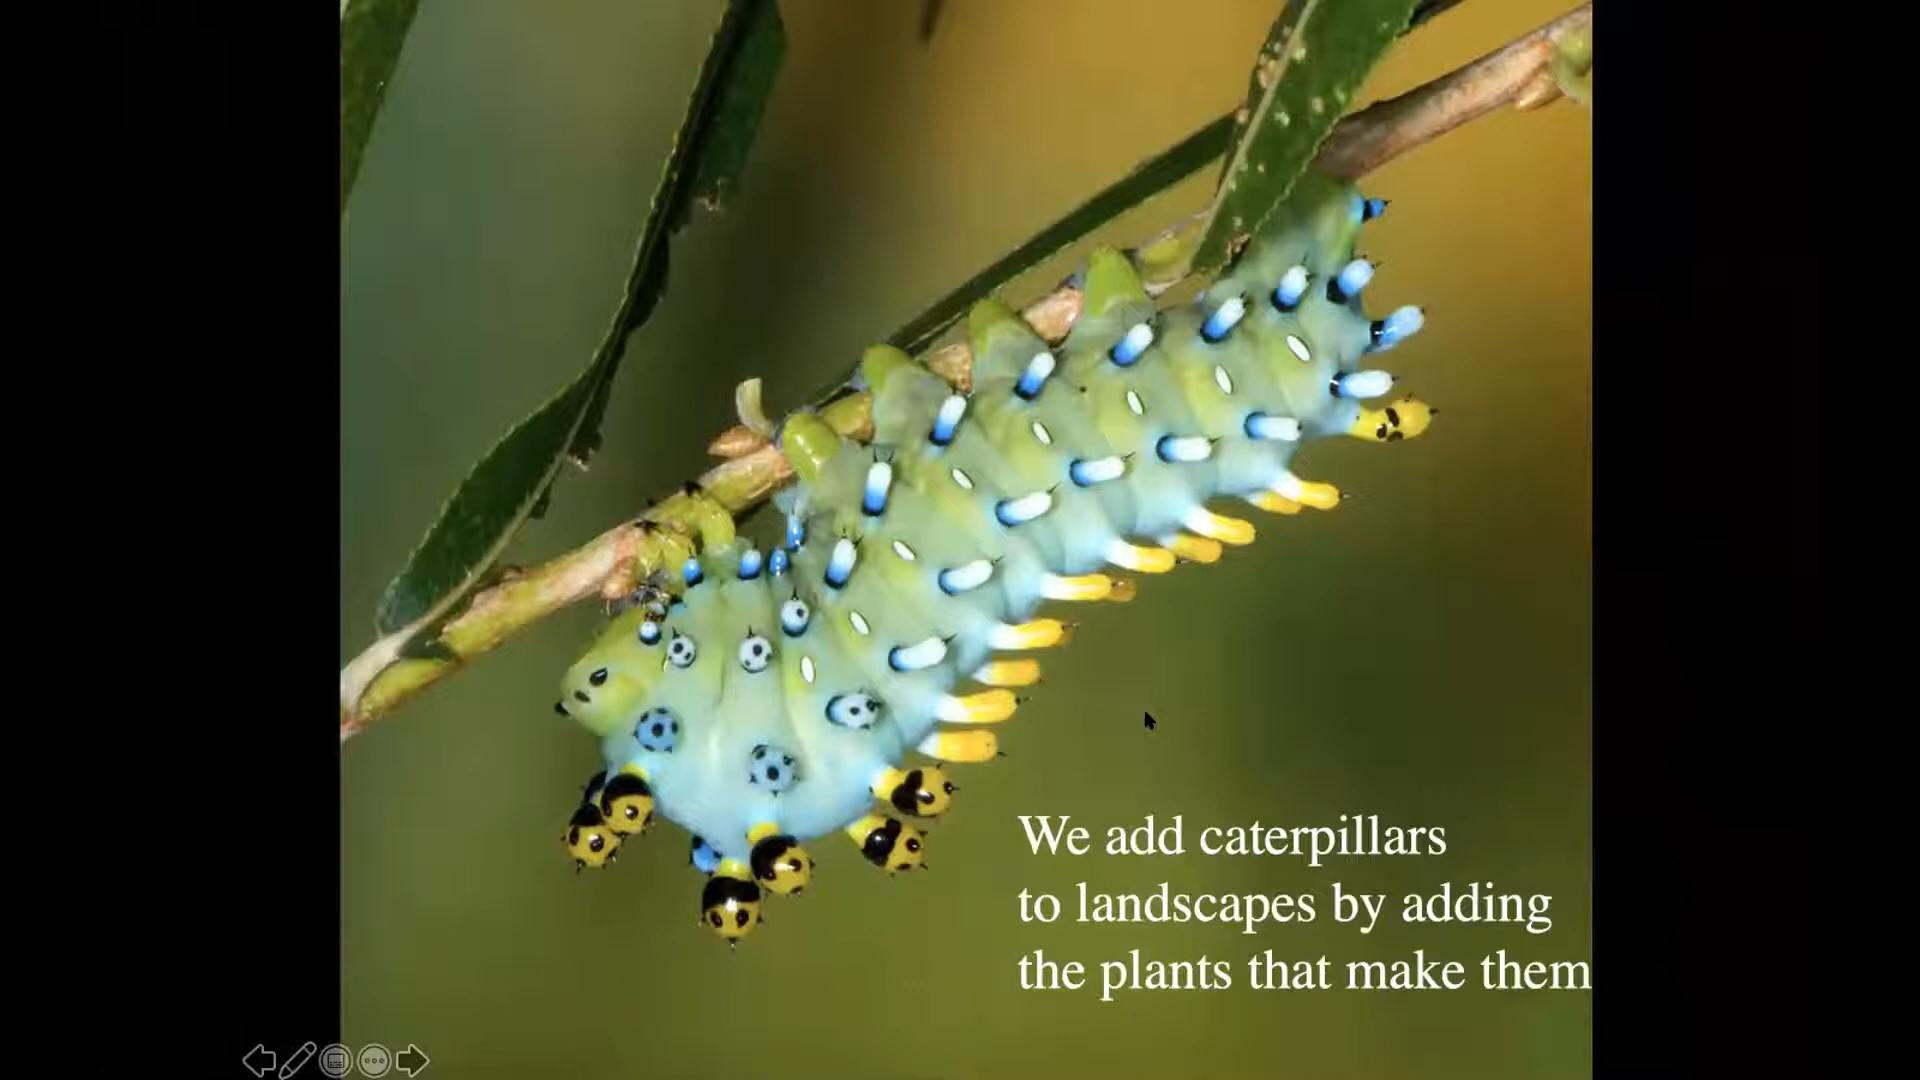 We add caterpillars
to landscapes by adding
the plants that make them